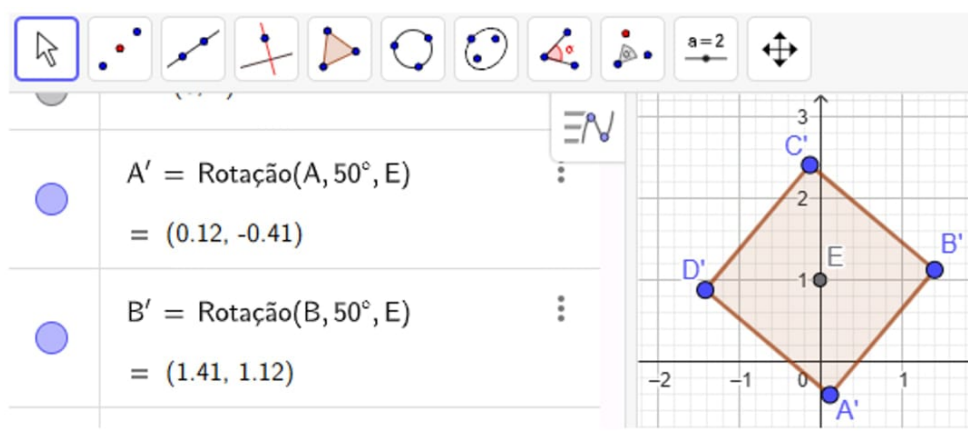 a=2
A′ = Rotação(A, 50°, E)
= (0.12, -0.41)
B′ = Rotação(B, 50°, E)
= (1.41, 1.12)
3
C'
2
B'
E
D'
1
−2 −1 0 1
A'